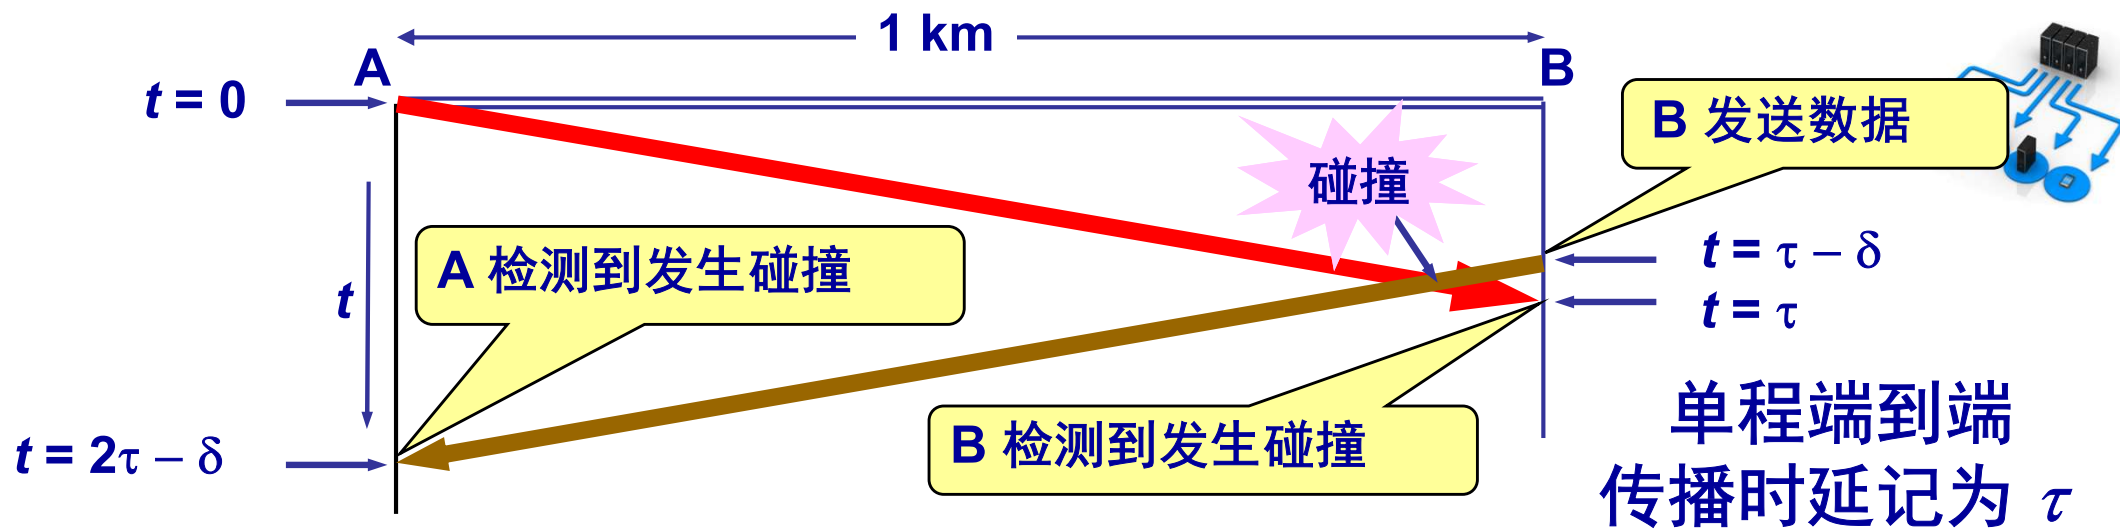 1 km
A
B
t = 0
B 发送数据
碰撞
A 检测到发生碰撞
t = τ − δ
t
t = τ
B 检测到发生碰撞
t = 2τ − δ
单程端到端
传播时延记为 τ